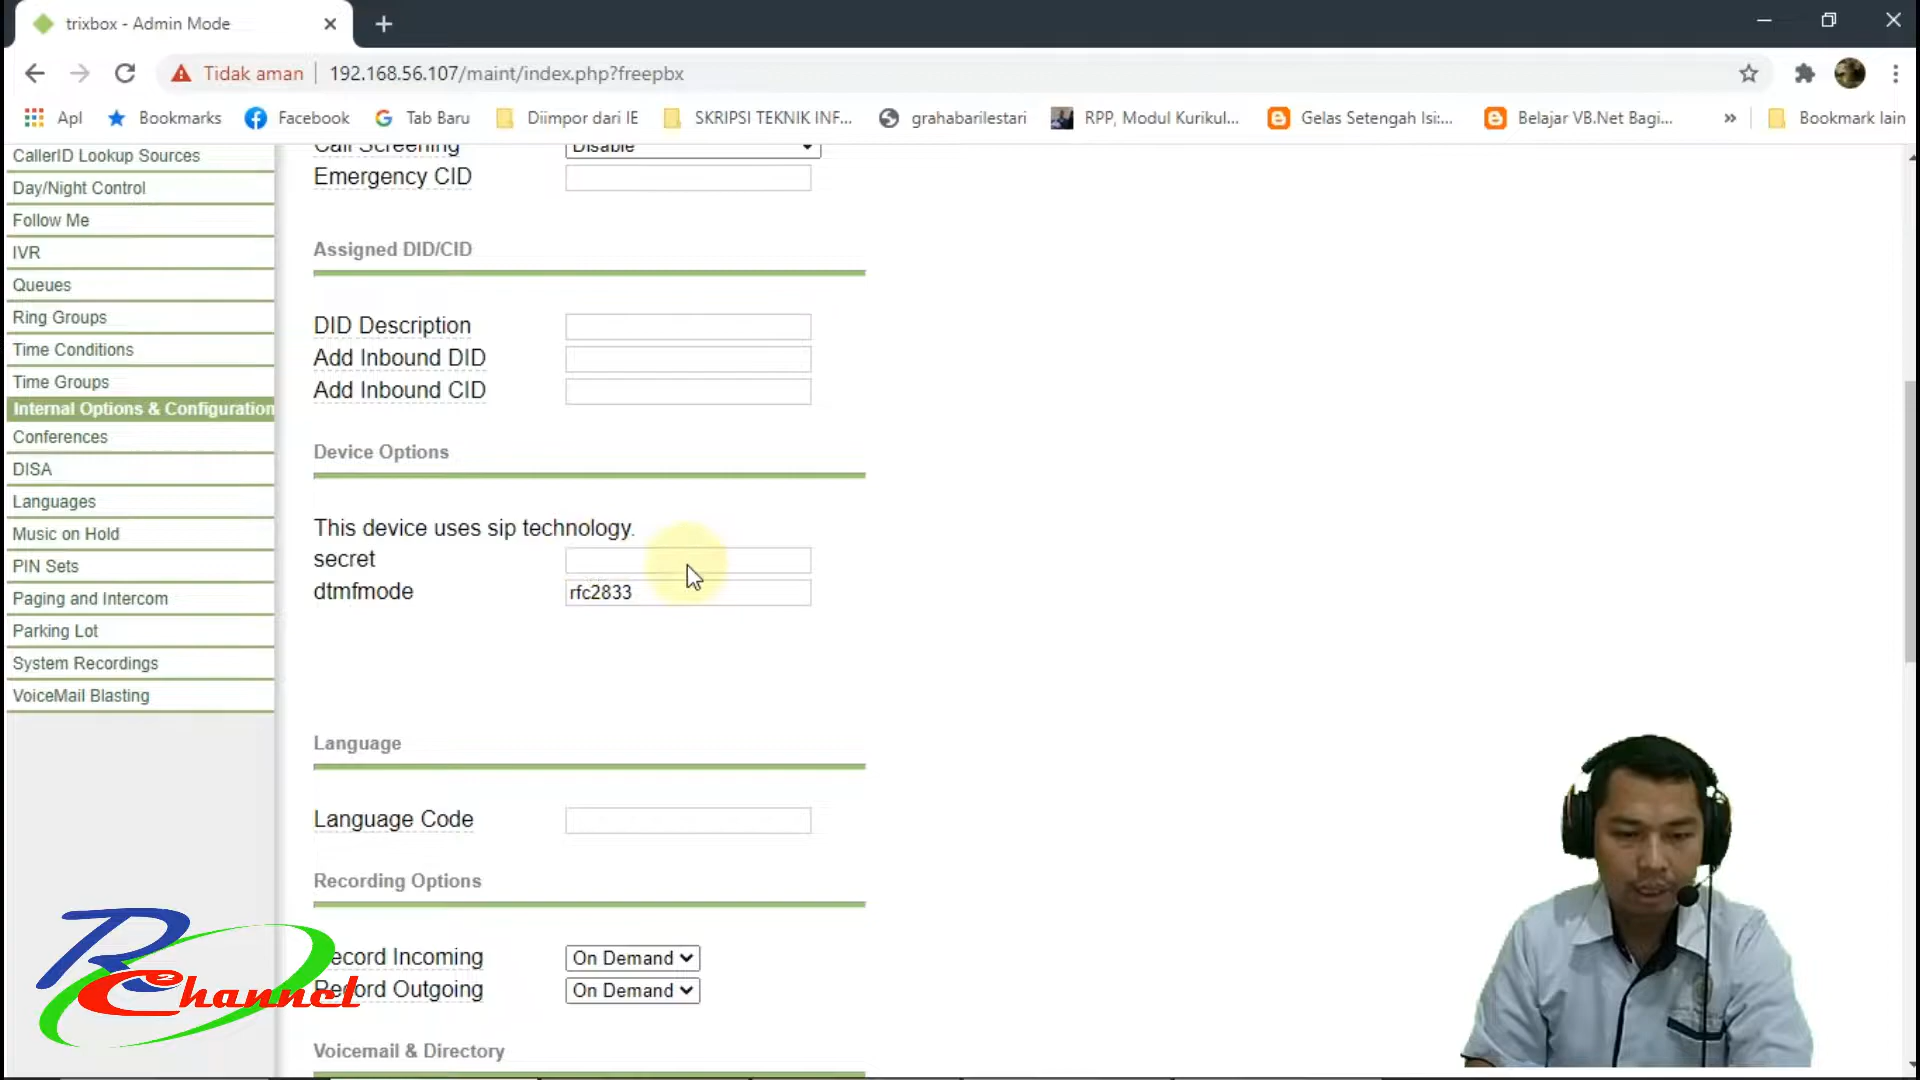 trixbox - Admin Mode
Tidak aman
192.168.56.107/maint/index.php?freepbx
Apl
Bookmarks
Facebook
Tab Baru
Diimpor dari IE
SKRIPSI TEKNIK INF...
grahabarilestari
RPP, Modul Kurikul...
Gelas Setengah Isi:...
Belajar VB.Net Bagi...
»
Bookmark lain
CallerID Lookup Sources
Day/Night Control
Follow Me
IVR
Queues
Ring Groups
Time Conditions
Time Groups
Internal Options & Configuration
Conferences
DISA
Languages
Music on Hold
PIN Sets
Paging and Intercom
Parking Lot
System Recordings
VoiceMail Blasting
Call Screening Disable
Emergency CID
Assigned DID/CID
DID Description
Add Inbound DID
Add Inbound CID
Device Options
This device uses sip technology.
secret
dtmfmode rfc2833
Language
Language Code
Recording Options
Record Incoming On Demand
Record Outgoing On Demand
Voicemail & Directory
R
C2hannel